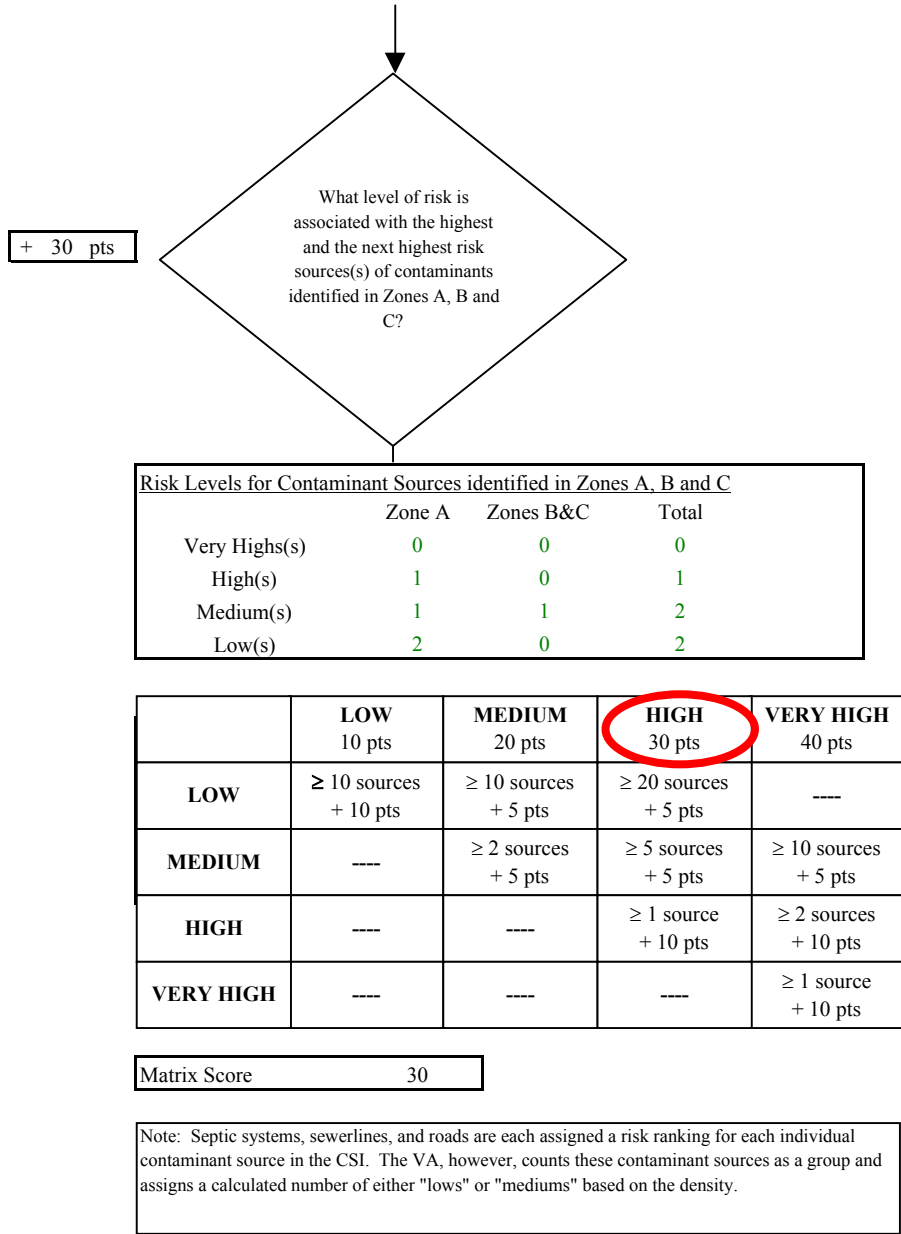 What level of risk is
associated with the highest
and the next highest risk
sources(s) of contaminants
identified in Zones A, B and
C?
+ 30 pts
Risk Levels for Contaminant Sources identified in Zones A, B and C
Zone A Zones B&C Total
Very Highs(s) 0 0 0
High(s) 1 0 1
Medium(s) 1 1 2
Low(s) 2 0 2
LOW MEDIUM HIGH VERY HIGH
10 pts 20 pts 30 pts 40 pts
LOW ≥ 10 sources + 10 pts ≥ 10 sources + 5 pts ≥ 20 sources + 5 pts ----
MEDIUM ---- ≥ 2 sources + 5 pts ≥ 5 sources + 5 pts ≥ 10 sources + 5 pts
HIGH ---- ---- ≥ 1 source + 10 pts ≥ 2 sources + 10 pts
VERY HIGH ---- ---- ---- ≥ 1 source + 10 pts
Matrix Score 30
Note: Septic systems, sewerlines, and roads are each assigned a risk ranking for each individual
contaminant source in the CSI. The VA, however, counts these contaminant sources as a group and
assigns a calculated number of either "lows" or "mediums" based on the density.